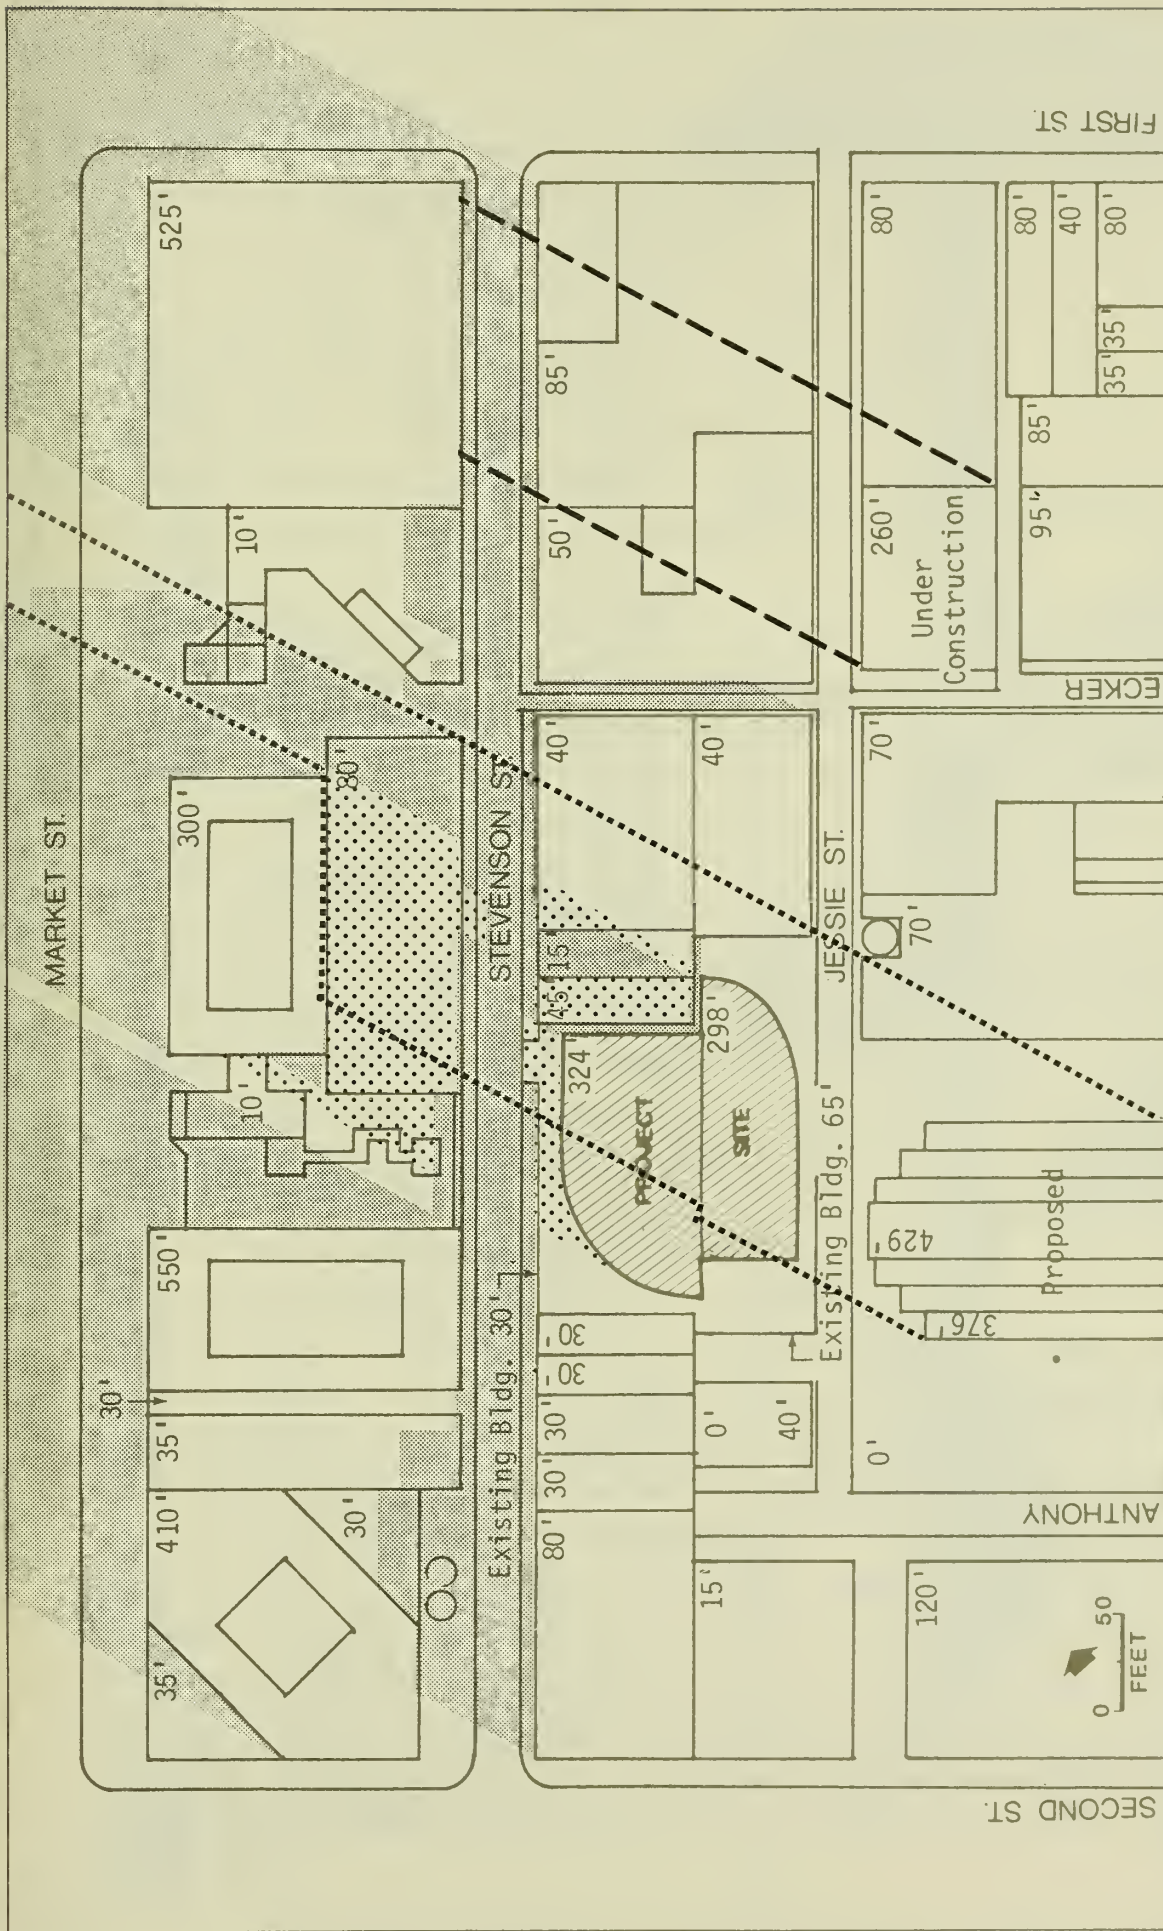 MARKET ST.
30'
35'
410'
35'
550'
300'
525'
10'
10'
30'
80'
Existing Bldg. 30'
STEVENSON ST.
80'
30'
30'
30'
30'
324
45'
15'
40'
50'
85'
PROJECT
SITE
15'
0'
298'
40'
40'
Existing Bldg. 65'
JESSIE ST.
0'
70'
260'
80'
120'
429'
70'
Under
Construction
376'
Proposed
95'
85'
80'
40'
35'
35'
80'
0 50
FEET
SECOND ST.
ANTHONY
ECKER
FIRST ST.